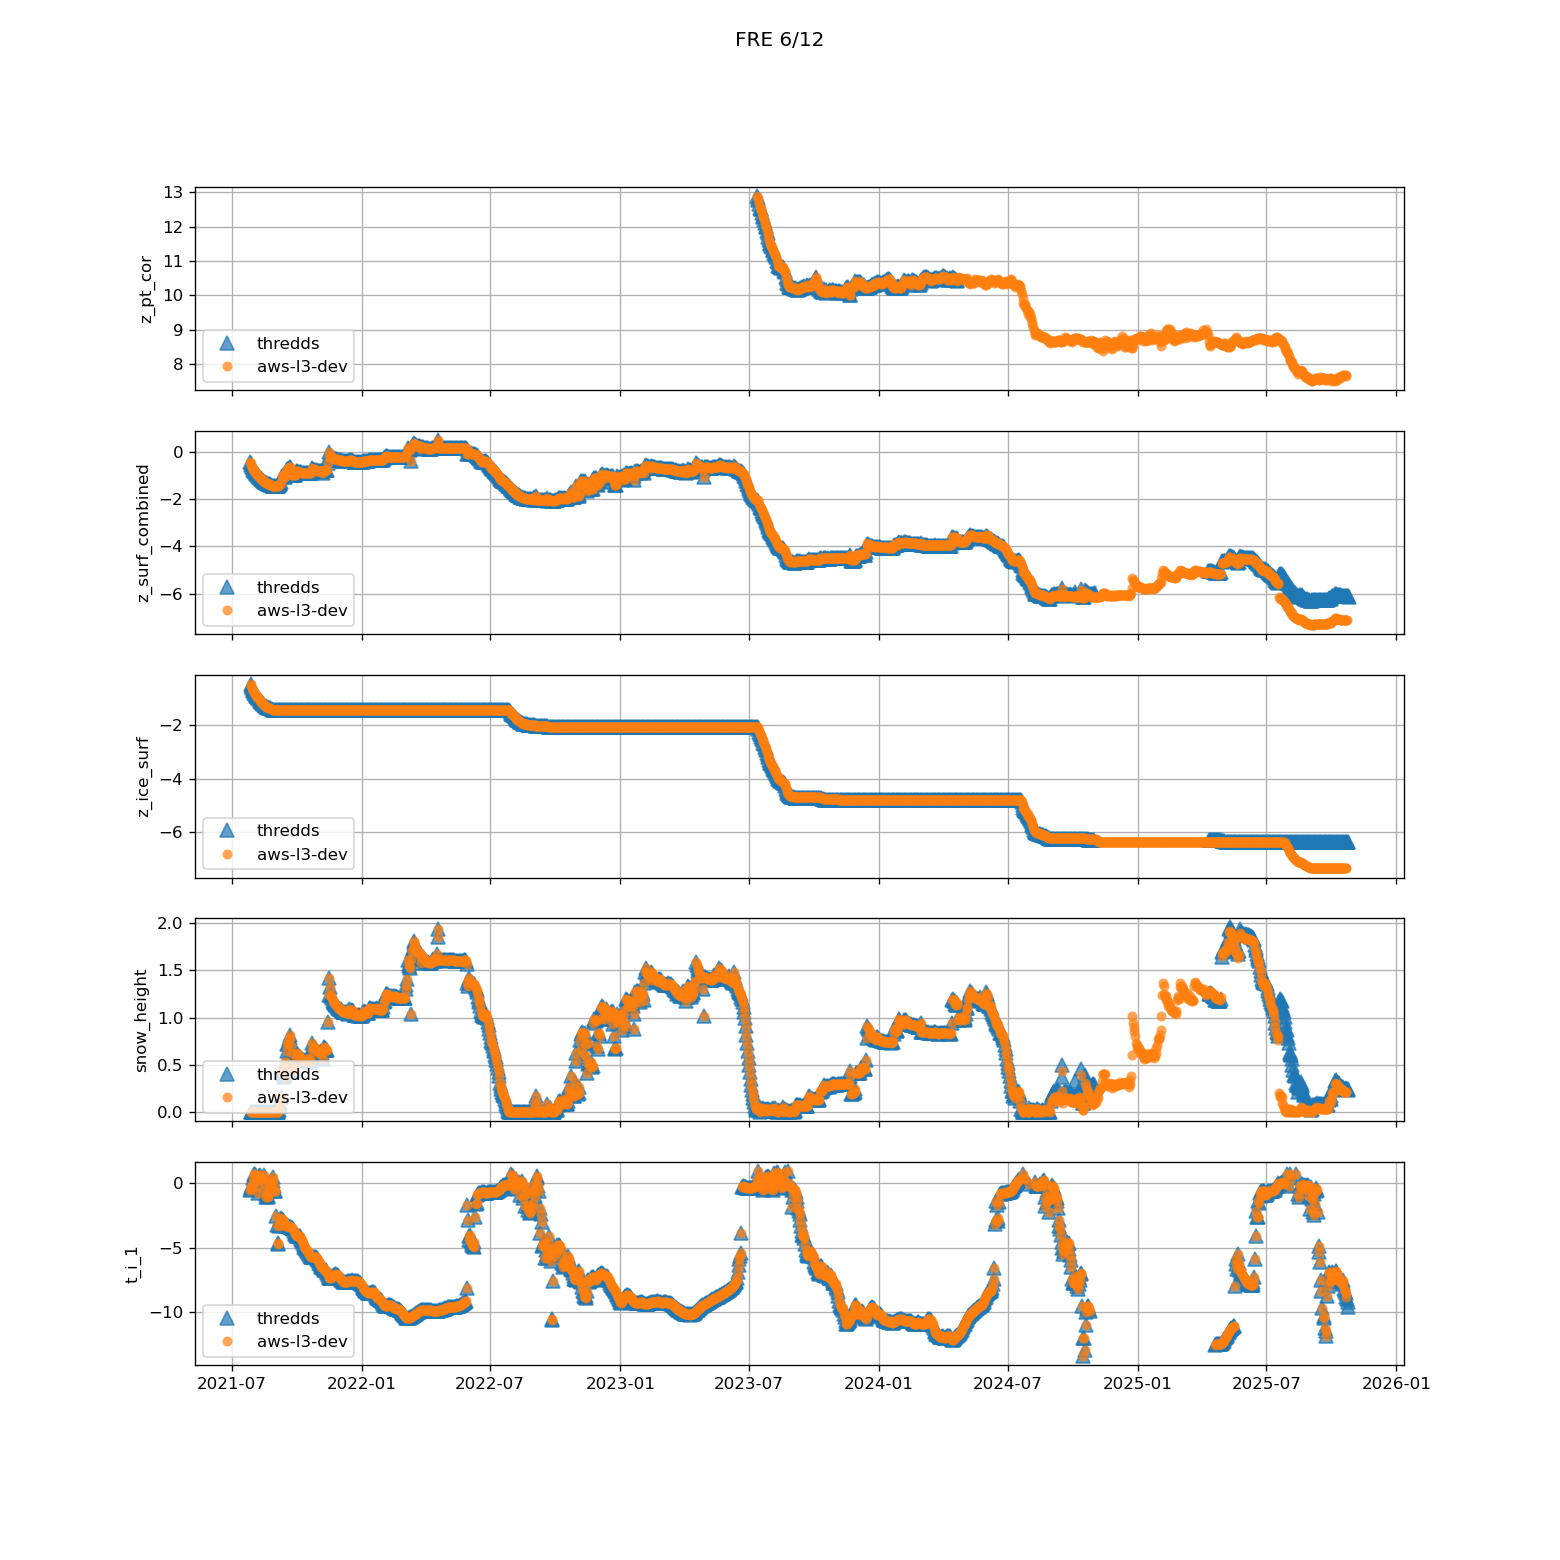 FRE 6/12
13
12
11
10
9
8
z_pt_cor
thredds
aws-l3-dev
0
−2
−4
−6
z_surf_combined
thredds
aws-l3-dev
−2
−4
−6
z_ice_surf
thredds
aws-l3-dev
2.0
1.5
1.0
0.5
0.0
snow_height
thredds
aws-l3-dev
0
−5
−10
t_i_1
thredds
aws-l3-dev
2021-07 2022-01 2022-07 2023-01 2023-07 2024-01 2024-07 2025-01 2025-07 2026-01